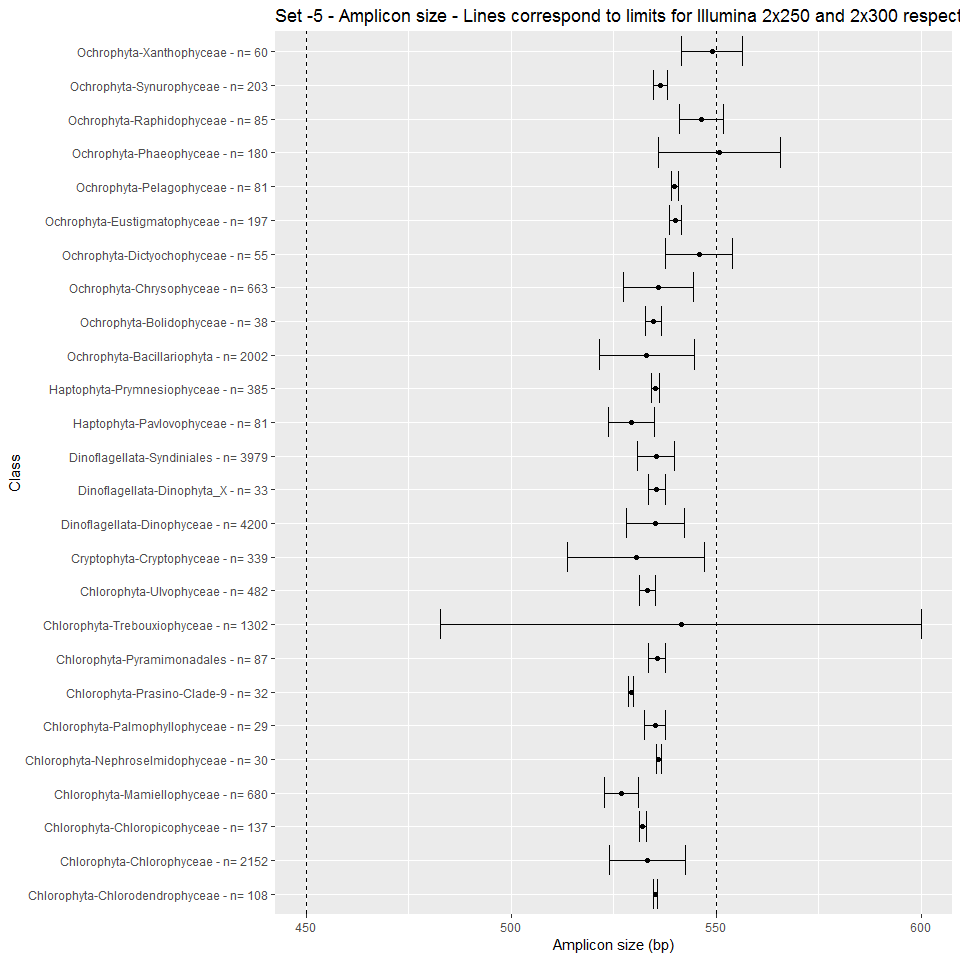 Set -5 - Amplicon size - Lines correspond to limits for Illumina 2x250 and 2x300 respect
Ochrophyta-Xanthophyceae - n= 60
Ochrophyta-Synurophyceae - n= 203
Ochrophyta-Raphidophyceae - n= 85
Ochrophyta-Phaeophyceae - n= 180
Ochrophyta-Pelagophyceae - n= 81
Ochrophyta-Eustigmatophyceae - n= 197
Ochrophyta-Dictyochophyceae - n= 55
Ochrophyta-Chrysophyceae - n= 663
Ochrophyta-Bolidophyceae - n= 38
Ochrophyta-Bacillariophyta - n= 2002
Haptophyta-Prymnesiophyceae - n= 385
Haptophyta-Pavlovophyceae - n= 81
Dinoflagellata-Syndiniales - n= 3979
Dinoflagellata-Dinophyta_X - n= 33
Dinoflagellata-Dinophyceae - n= 4200
Cryptophyta-Cryptophyceae - n= 339
Chlorophyta-Ulvophyceae - n= 482
Chlorophyta-Trebouxiophyceae - n= 1302
Chlorophyta-Pyramimonadales - n= 87
Chlorophyta-Prasino-Clade-9 - n= 32
Chlorophyta-Palmophyllophyceae - n= 29
Chlorophyta-Nephroselmidophyceae - n= 30
Chlorophyta-Mamiellophyceae - n= 680
Chlorophyta-Chloropicophyceae - n= 137
Chlorophyta-Chlorophyceae - n= 2152
Chlorophyta-Chlorodendrophyceae - n= 108
Class
450 500 550 600
Amplicon size (bp)